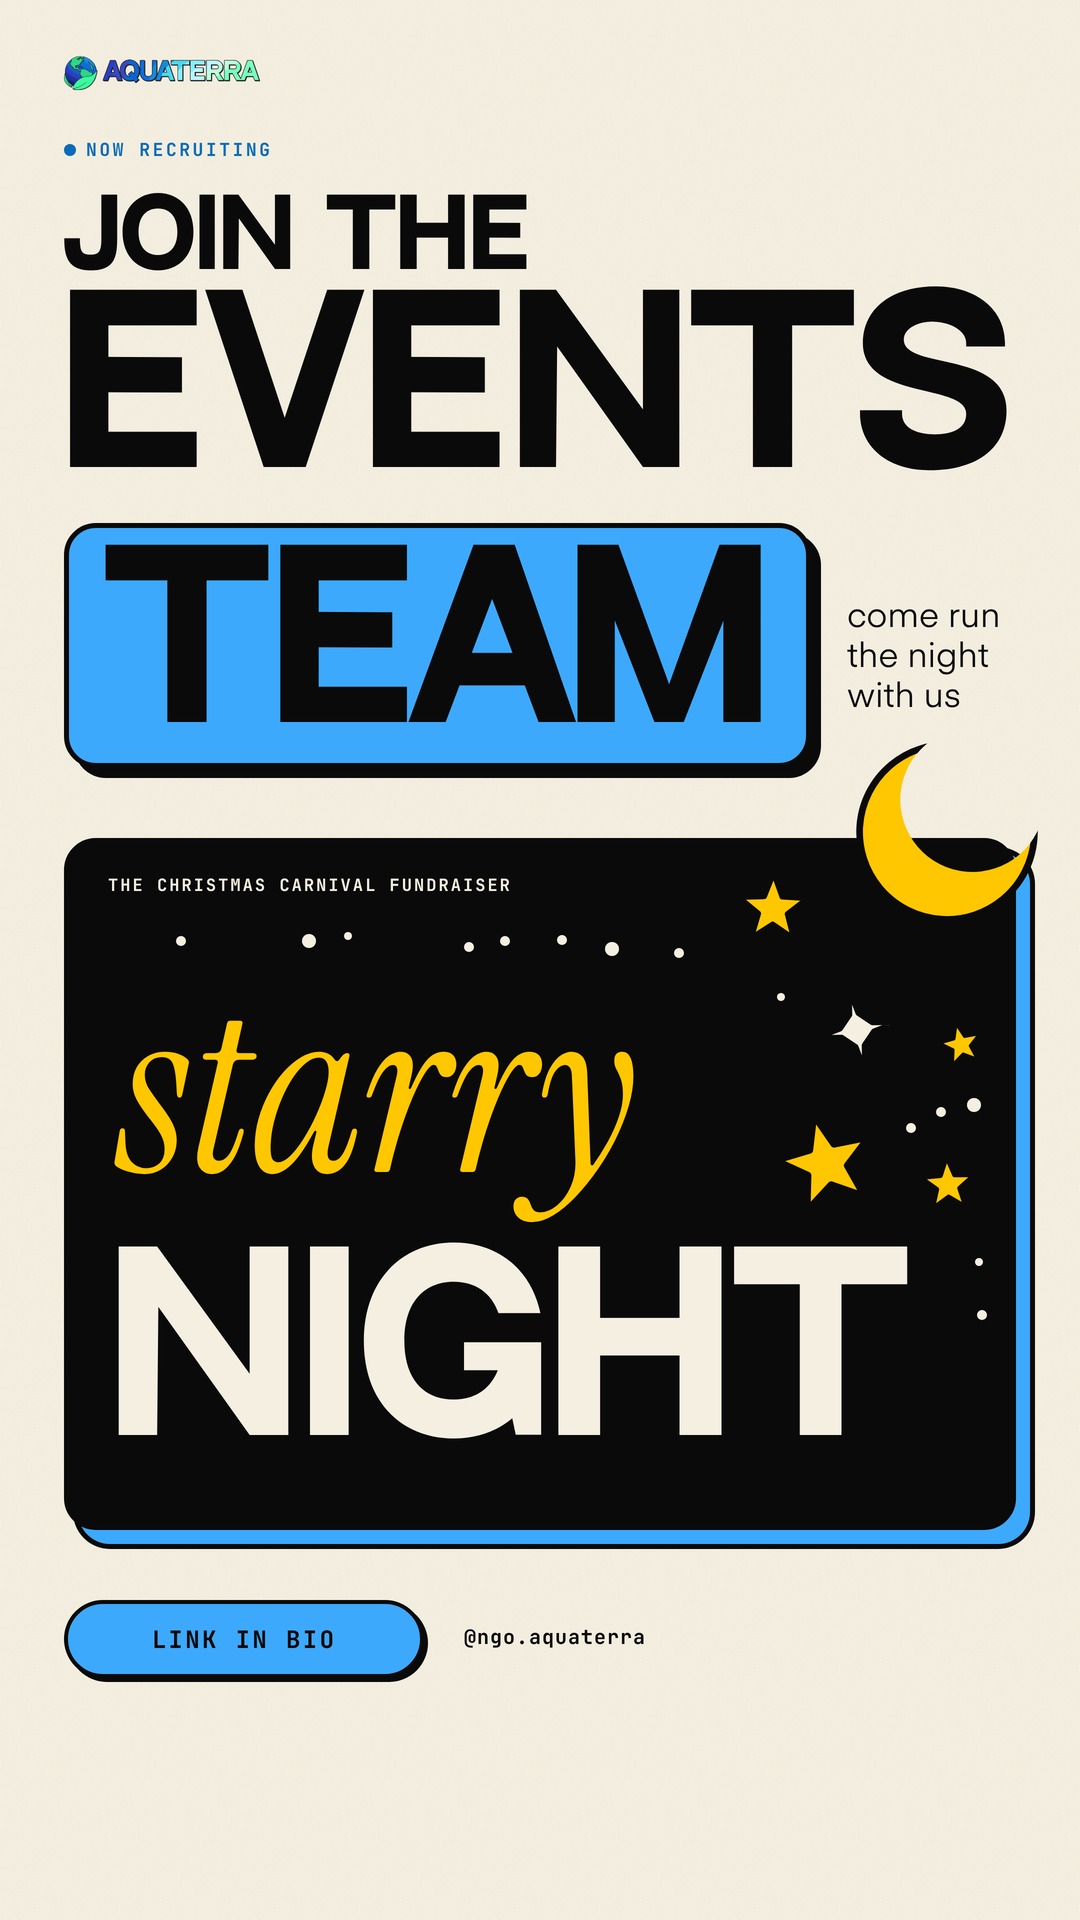 AQUATERRA
NOW RECRUITING
JOIN THE
EVENTS
TEAM
come run
the night
with us
THE CHRISTMAS CARNIVAL FUNDRAISER
starry
NIGHT
LINK IN BIO
@ngo.aquaterra